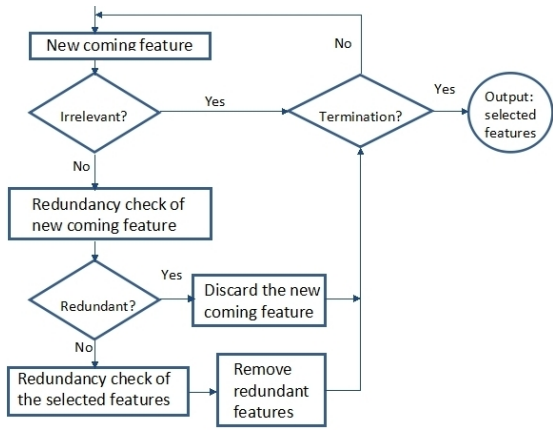 No
New coming feature
Irrelevant?
Yes
Termination?
Yes
Output:
selected
features
No
Redundancy check of
new coming feature
Redundant?
Yes
Discard the new
coming feature
No
Redundancy check of
the selected features
Remove
redundant
features